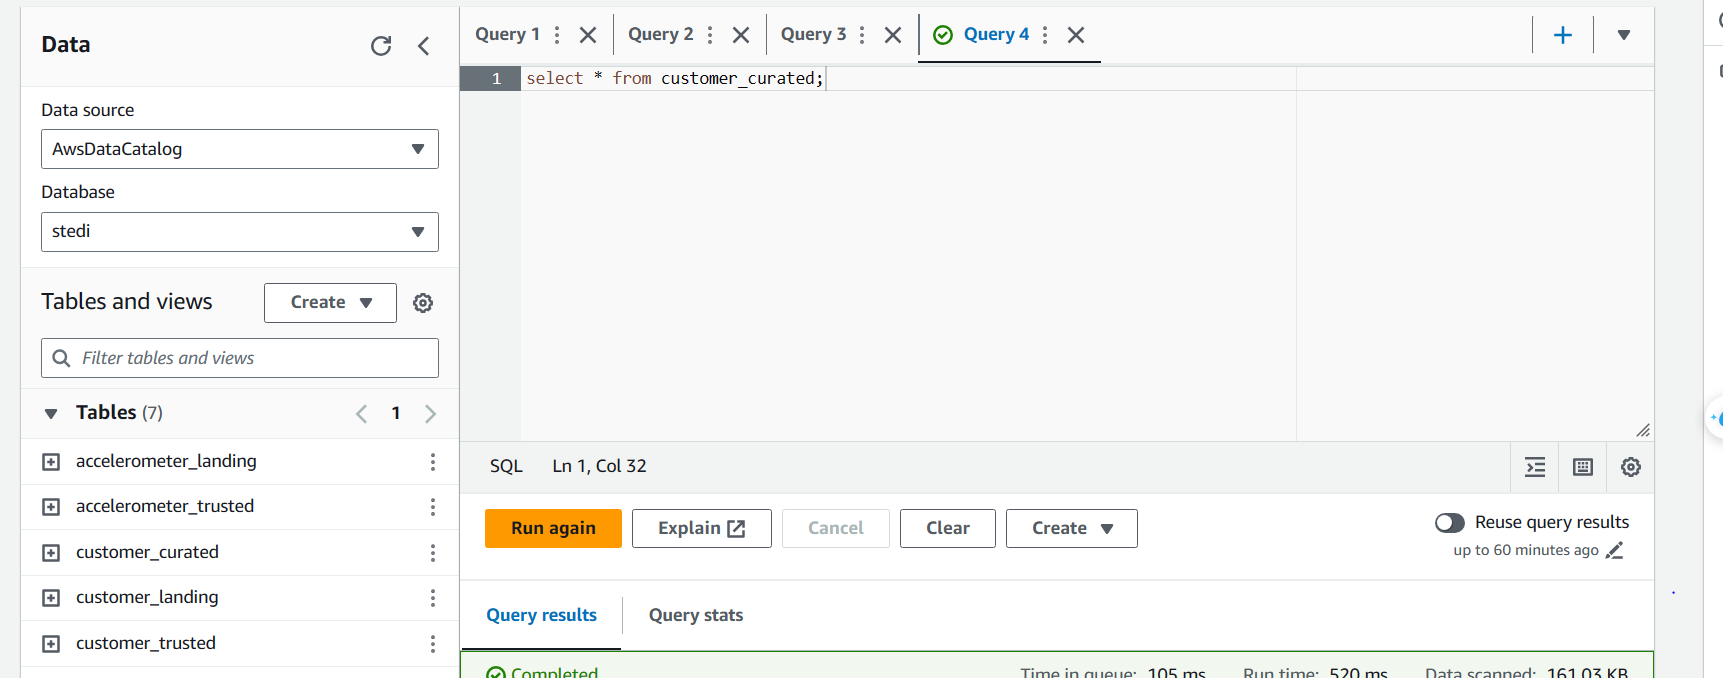 Data
Data source
AwsDataCatalog
Database
stedi
Tables and views
Create
Filter tables and views
Tables (7)
1
accelerometer_landing
accelerometer_trusted
customer_curated
customer_landing
customer_trusted
Query 1
Query 2
Query 3
Query 4
1 select * from customer_curated;
SQL Ln 1, Col 32
Run again Explain Cancel Clear Create
Reuse query results
up to 60 minutes ago
Query results Query stats
Completed Time in queue: 105 ms Run time: 520 ms Data scanned: 161.03 KB